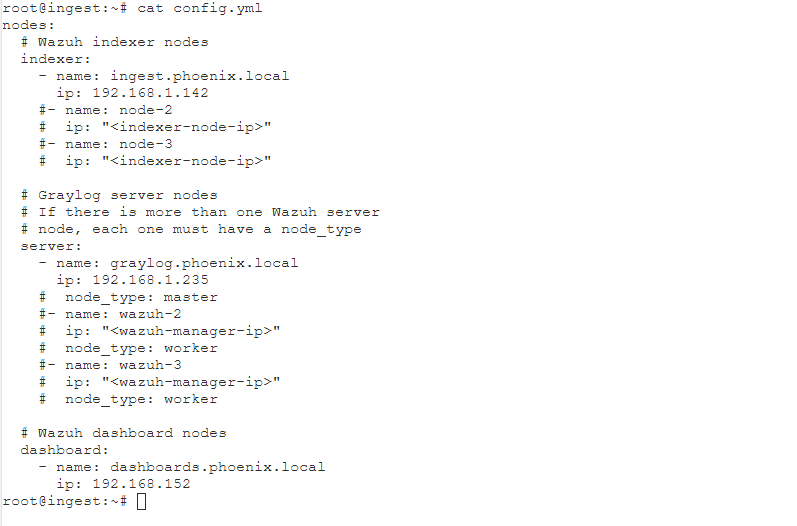 root@ingest:~# cat config.yml
nodes:
  # Wazuh indexer nodes
  indexer:
    - name: ingest.phoenix.local
      ip: 192.168.1.142
    #- name: node-2
    #  ip: "<indexer-node-ip>"
    #- name: node-3
    #  ip: "<indexer-node-ip>"

  # Graylog server nodes
  # If there is more than one Wazuh server
  # node, each one must have a node_type
  server:
    - name: graylog.phoenix.local
      ip: 192.168.1.235
    #  node_type: master
    #- name: wazuh-2
    #  ip: "<wazuh-manager-ip>"
    #  node_type: worker
    #- name: wazuh-3
    #  ip: "<wazuh-manager-ip>"
    #  node_type: worker

  # Wazuh dashboard nodes
  dashboard:
    - name: dashboards.phoenix.local
      ip: 192.168.152
root@ingest:~#